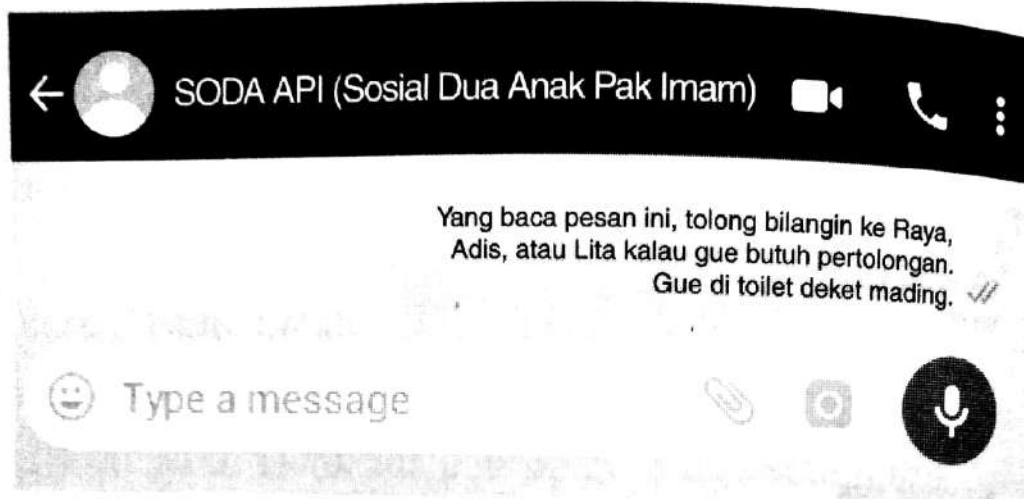 SODA API (Sosial Dua Anak Pak Imam)
Yang baca pesan ini, tolong bilangin ke Raya,
Adis, atau Lita kalau gue butuh pertolongan.
Gue di toilet deket mading.
Type a message